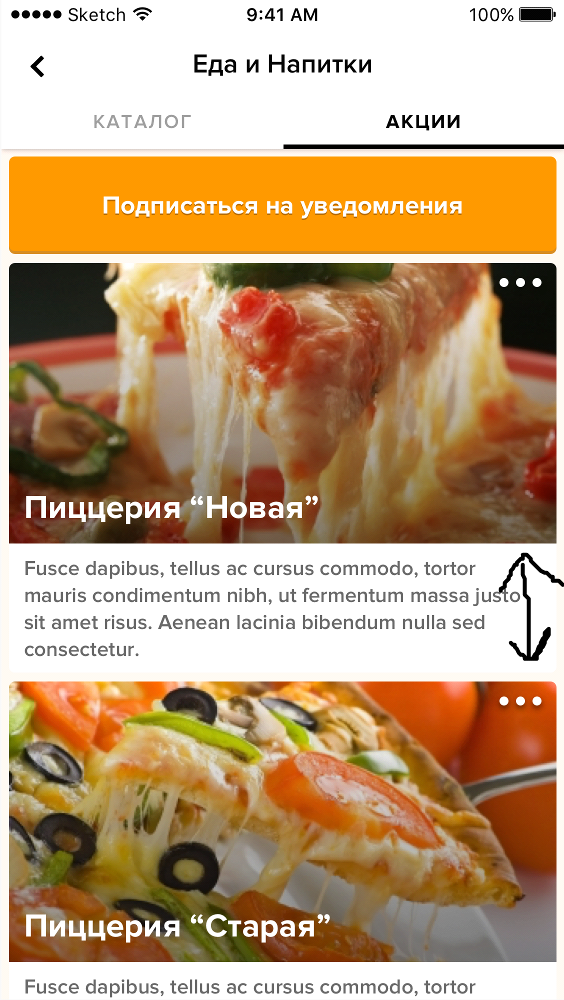 Sketch 9:41 AM 100%
Еда и Напитки
КАТАЛОГ АКЦИИ
Подписаться на уведомления
Пиццерия “Новая”
Fusce dapibus, tellus ac cursus commodo, tortor
mauris condimentum nibh, ut fermentum massa justo
sit amet risus. Aenean lacinia bibendum nulla sed
consectetur.
Пиццерия “Старая”
Fusce dapibus, tellus ac cursus commodo, tortor